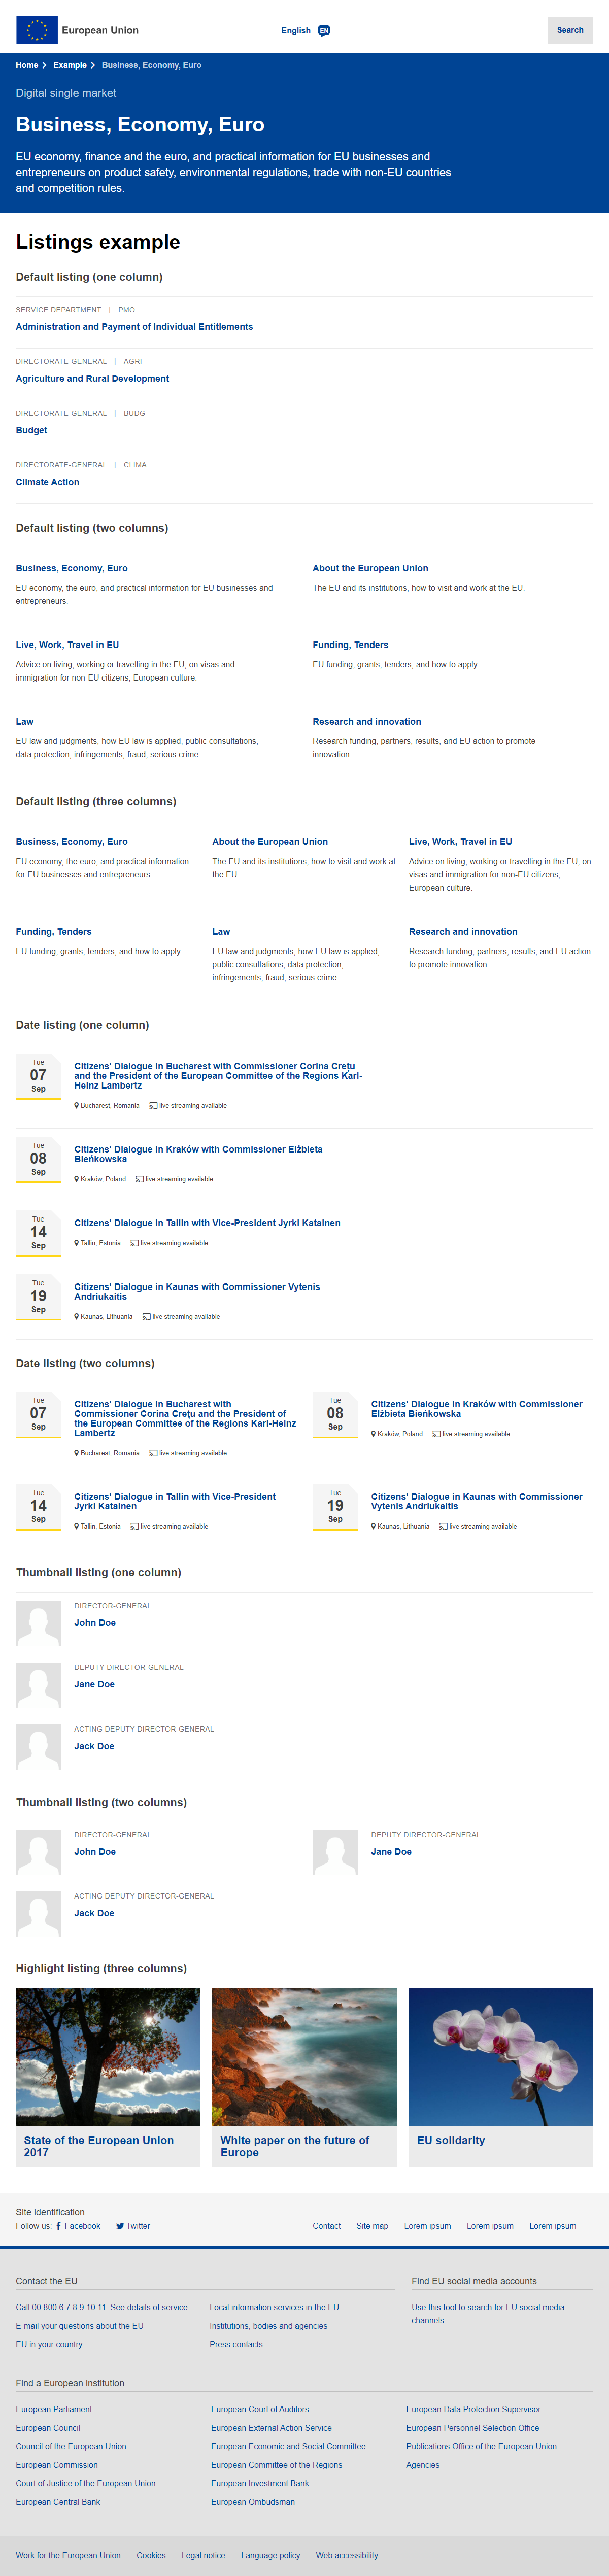 European Union
English EN
Search
Home Example Business, Economy, Euro
Digital single market
Business, Economy, Euro
EU economy, finance and the euro, and practical information for EU businesses and
entrepreneurs on product safety, environmental regulations, trade with non-EU countries
and competition rules.
Listings example
Default listing (one column)
SERVICE DEPARTMENT | PMO
Administration and Payment of Individual Entitlements
DIRECTORATE-GENERAL | AGRI
Agriculture and Rural Development
DIRECTORATE-GENERAL | BUDG
Budget
DIRECTORATE-GENERAL | CLIMA
Climate Action
Default listing (two columns)
Business, Economy, Euro
EU economy, the euro, and practical information for EU businesses and
entrepreneurs.
About the European Union
The EU and its institutions, how to visit and work at the EU.
Live, Work, Travel in EU
Advice on living, working or travelling in the EU, on visas and
immigration for non-EU citizens, European culture.
Funding, Tenders
EU funding, grants, tenders, and how to apply.
Law
EU law and judgments, how EU law is applied, public consultations,
data protection, infringements, fraud, serious crime.
Research and innovation
Research funding, partners, results, and EU action to promote
innovation.
Default listing (three columns)
Business, Economy, Euro
EU economy, the euro, and practical information
for EU businesses and entrepreneurs.
About the European Union
The EU and its institutions, how to visit and work at
the EU.
Live, Work, Travel in EU
Advice on living, working or travelling in the EU, on
visas and immigration for non-EU citizens,
European culture.
Funding, Tenders
EU funding, grants, tenders, and how to apply.
Law
EU law and judgments, how EU law is applied,
public consultations, data protection,
infringements, fraud, serious crime.
Research and innovation
Research funding, partners, results, and EU action
to promote innovation.
Date listing (one column)
Tue
07
Sep
Citizens' Dialogue in Bucharest with Commissioner Corina Crețu
and the President of the European Committee of the Regions Karl-
Heinz Lambertz
Bucharest, Romania live streaming available
Tue
08
Sep
Citizens' Dialogue in Kraków with Commissioner Elżbieta
Bieńkowska
Kraków, Poland live streaming available
Tue
14
Sep
Citizens' Dialogue in Tallin with Vice-President Jyrki Katainen
Tallin, Estonia live streaming available
Tue
19
Sep
Citizens' Dialogue in Kaunas with Commissioner Vytenis
Andriukaitis
Kaunas, Lithuania live streaming available
Date listing (two columns)
Tue
07
Sep
Citizens' Dialogue in Bucharest with
Commissioner Corina Crețu and the President of
the European Committee of the Regions Karl-Heinz
Lambertz
Bucharest, Romania live streaming available
Tue
08
Sep
Citizens' Dialogue in Kraków with Commissioner
Elżbieta Bieńkowska
Kraków, Poland live streaming available
Tue
14
Sep
Citizens' Dialogue in Tallin with Vice-President
Jyrki Katainen
Tallin, Estonia live streaming available
Tue
19
Sep
Citizens' Dialogue in Kaunas with Commissioner
Vytenis Andriukaitis
Kaunas, Lithuania live streaming available
Thumbnail listing (one column)
DIRECTOR-GENERAL
John Doe
DEPUTY DIRECTOR-GENERAL
Jane Doe
ACTING DEPUTY DIRECTOR-GENERAL
Jack Doe
Thumbnail listing (two columns)
DIRECTOR-GENERAL
John Doe
DEPUTY DIRECTOR-GENERAL
Jane Doe
ACTING DEPUTY DIRECTOR-GENERAL
Jack Doe
Highlight listing (three columns)
State of the European Union
2017
White paper on the future of
Europe
EU solidarity
Site identification
Follow us: Facebook Twitter
Contact Site map Lorem ipsum Lorem ipsum Lorem ipsum
Contact the EU
Call 00 800 6 7 8 9 10 11. See details of service
E-mail your questions about the EU
EU in your country
Local information services in the EU
Institutions, bodies and agencies
Press contacts
Find EU social media accounts
Use this tool to search for EU social media
channels
Find a European institution
European Parliament
European Council
Council of the European Union
European Commission
Court of Justice of the European Union
European Central Bank
European Court of Auditors
European External Action Service
European Economic and Social Committee
European Committee of the Regions
European Investment Bank
European Ombudsman
European Data Protection Supervisor
European Personnel Selection Office
Publications Office of the European Union
Agencies
Work for the European Union Cookies Legal notice Language policy Web accessibility